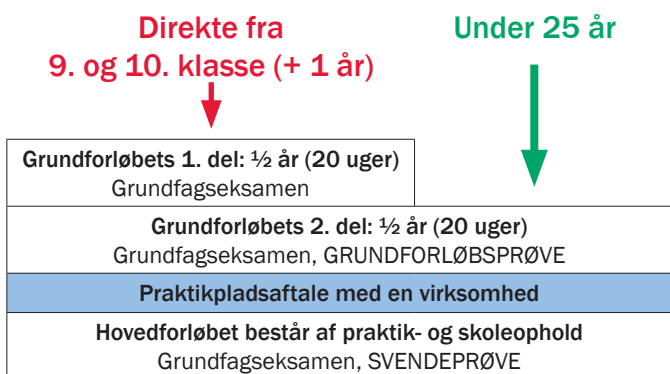 Direkte fra
9. og 10. klasse (+ 1 år)
Under 25 år
Grundforløbets 1. del: ½ år (20 uger)
Grundfagseksamen
Grundforløbets 2. del: ½ år (20 uger)
Grundfagseksamen, GRUNDFORLØBSPRØVE
Praktikpladsaftale med en virksomhed
Hovedforløbet består af praktik- og skoleophold
Grundfagseksamen, SVENDEPRØVE